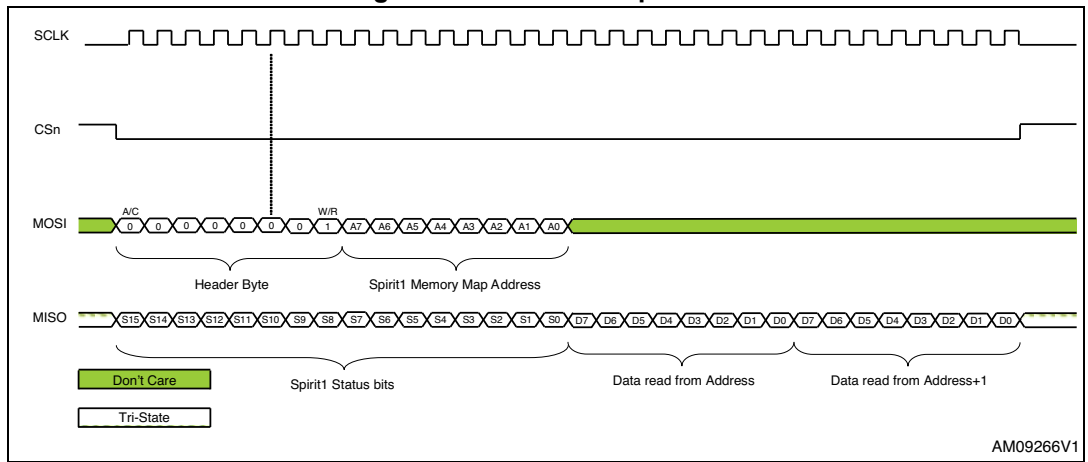 SCLK
CSn
A/C W/R
MOSI 0 0 0 0 0 0 0 1 A7 A6 A5 A4 A3 A2 A1 A0
Header Byte Spirit1 Memory Map Address
MISO S15 S14 S13 S12 S11 S10 S9 S8 S7 S6 S5 S4 S3 S2 S1 S0 D7 D6 D5 D4 D3 D2 D1 D0 D7 D6 D5 D4 D3 D2 D1 D0
Don't Care Spirit1 Status bits Data read from Address Data read from Address+1
Tri-State
AM09266V1